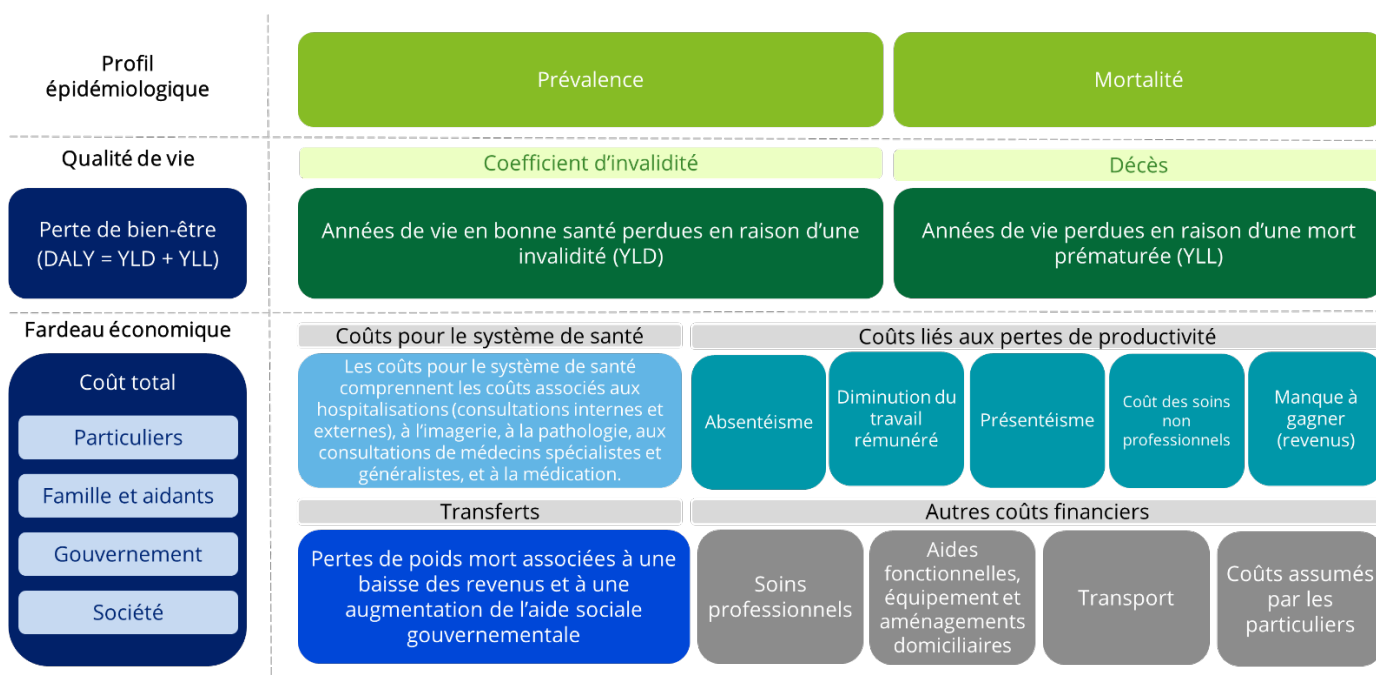 Profil
épidémiologique
Prévalence
Mortalité
Qualité de vie
Coefficient d'invalidité
Décès
Perte de bien-être
(DALY = YLD + YLL)
Années de vie en bonne santé perdues en raison d'une
invalidité (YLD)
Années de vie perdues en raison d'une mort
prématurée (YLL)
Fardeau économique
Coût total
Particuliers
Famille et aidants
Gouvernement
Société
Coûts pour le système de santé
Les coûts pour le système de santé
comprennent les coûts associés aux
hospitalisations (consultations internes et
externes), à l'imagerie, à la pathologie, aux
consultations de médecins spécialistes et
généralistes, et à la médication.
Coûts liés aux pertes de productivité
Absentéisme
Diminution du
travail
rémunéré
Présentéisme
Coût des soins
non
professionnels
Manque à
gagner
(revenus)
Transferts
Pertes de poids mort associées à une
baisse des revenus et à une
augmentation de l'aide sociale
gouvernementale
Autres coûts financiers
Soins
professionnels
Aides
fonctionnelles,
équipement et
aménagements
domiciliaires
Transport
Coûts assumés
par les
particuliers